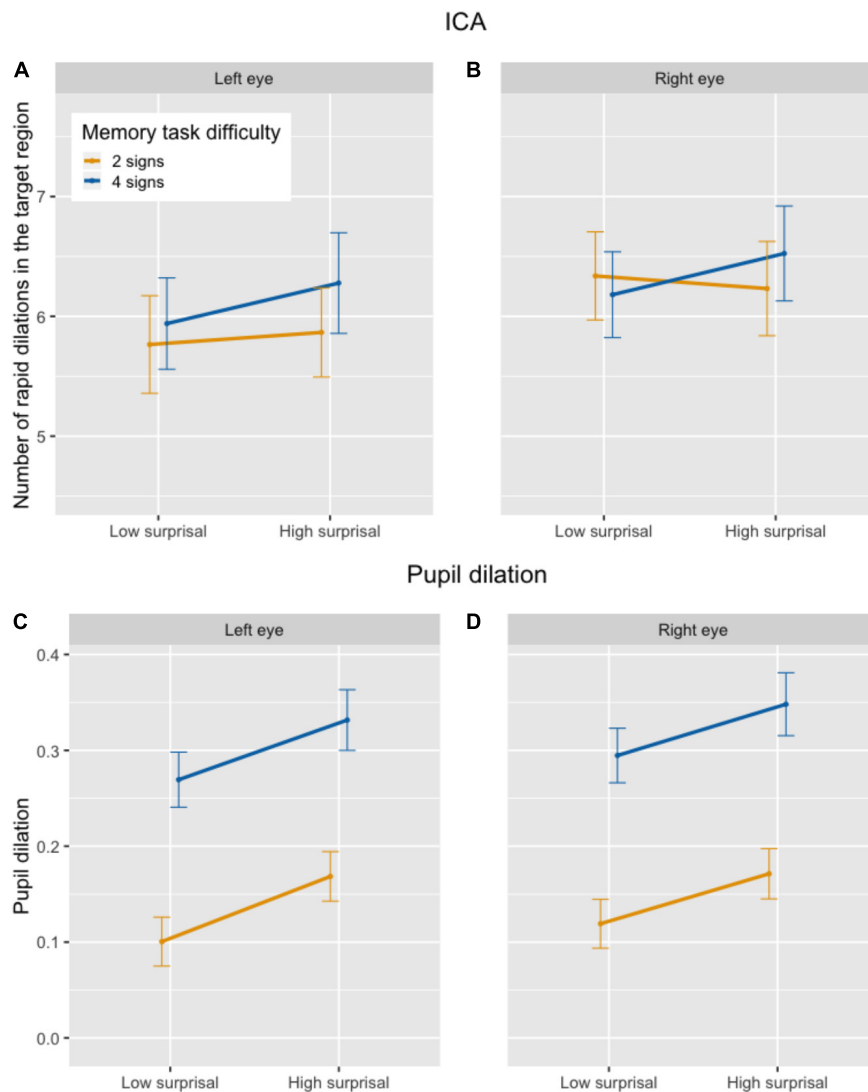 ICA
A
Left eye
B
Right eye
Number of rapid dilations in the target region
Memory task difficulty
2 signs
4 signs
7
6
5
Low surprisal
High surprisal
Low surprisal
High surprisal
Pupil dilation
C
Left eye
D
Right eye
Pupil dilation
0.4
0.3
0.2
0.1
0.0
Low surprisal
High surprisal
Low surprisal
High surprisal